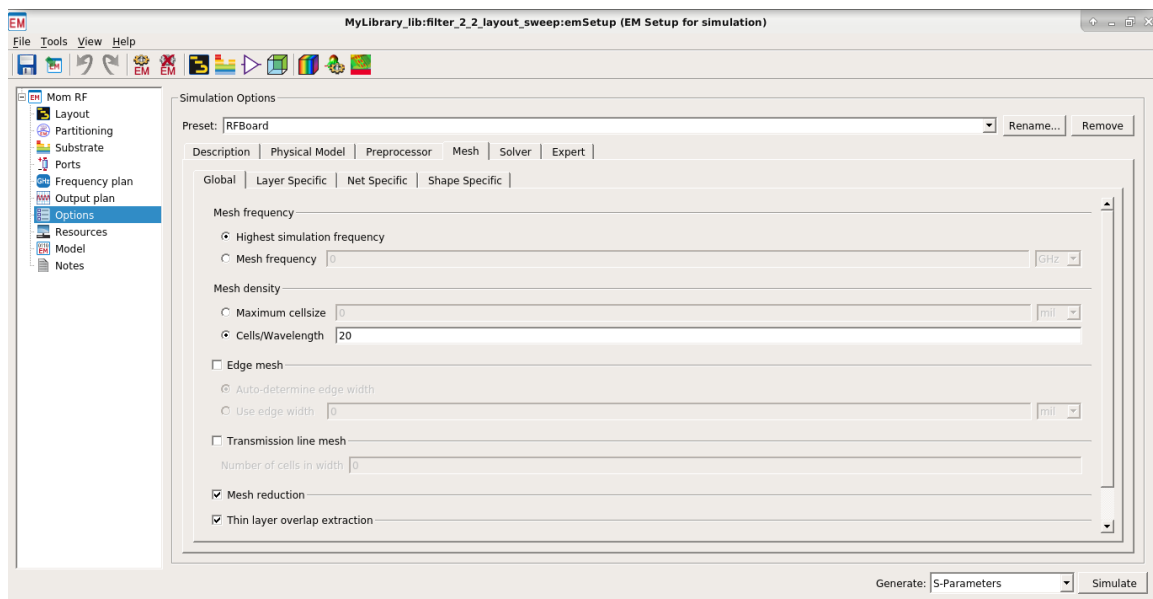 EM
MyLibrary_lib:filter_2_2_layout_sweep:emSetup (EM Setup for simulation)
File Tools View Help
EM EM EM
EM Mom RF
Layout
Partitioning
Substrate
Ports
GHz Frequency plan
Output plan
Options
Resources
EM Model
Notes
Simulation Options
Preset: RFBoard Rename... Remove
Description Physical Model Preprocessor Mesh Solver Expert
Global Layer Specific Net Specific Shape Specific
Mesh frequency
Highest simulation frequency
Mesh frequency 0 GHz
Mesh density
Maximum cellsize 0 mil
Cells/Wavelength 20
Edge mesh
Auto-determine edge width
Use edge width 0 mil
Transmission line mesh
Number of cells in width 0
Mesh reduction
Thin layer overlap extraction
Generate: S-Parameters Simulate